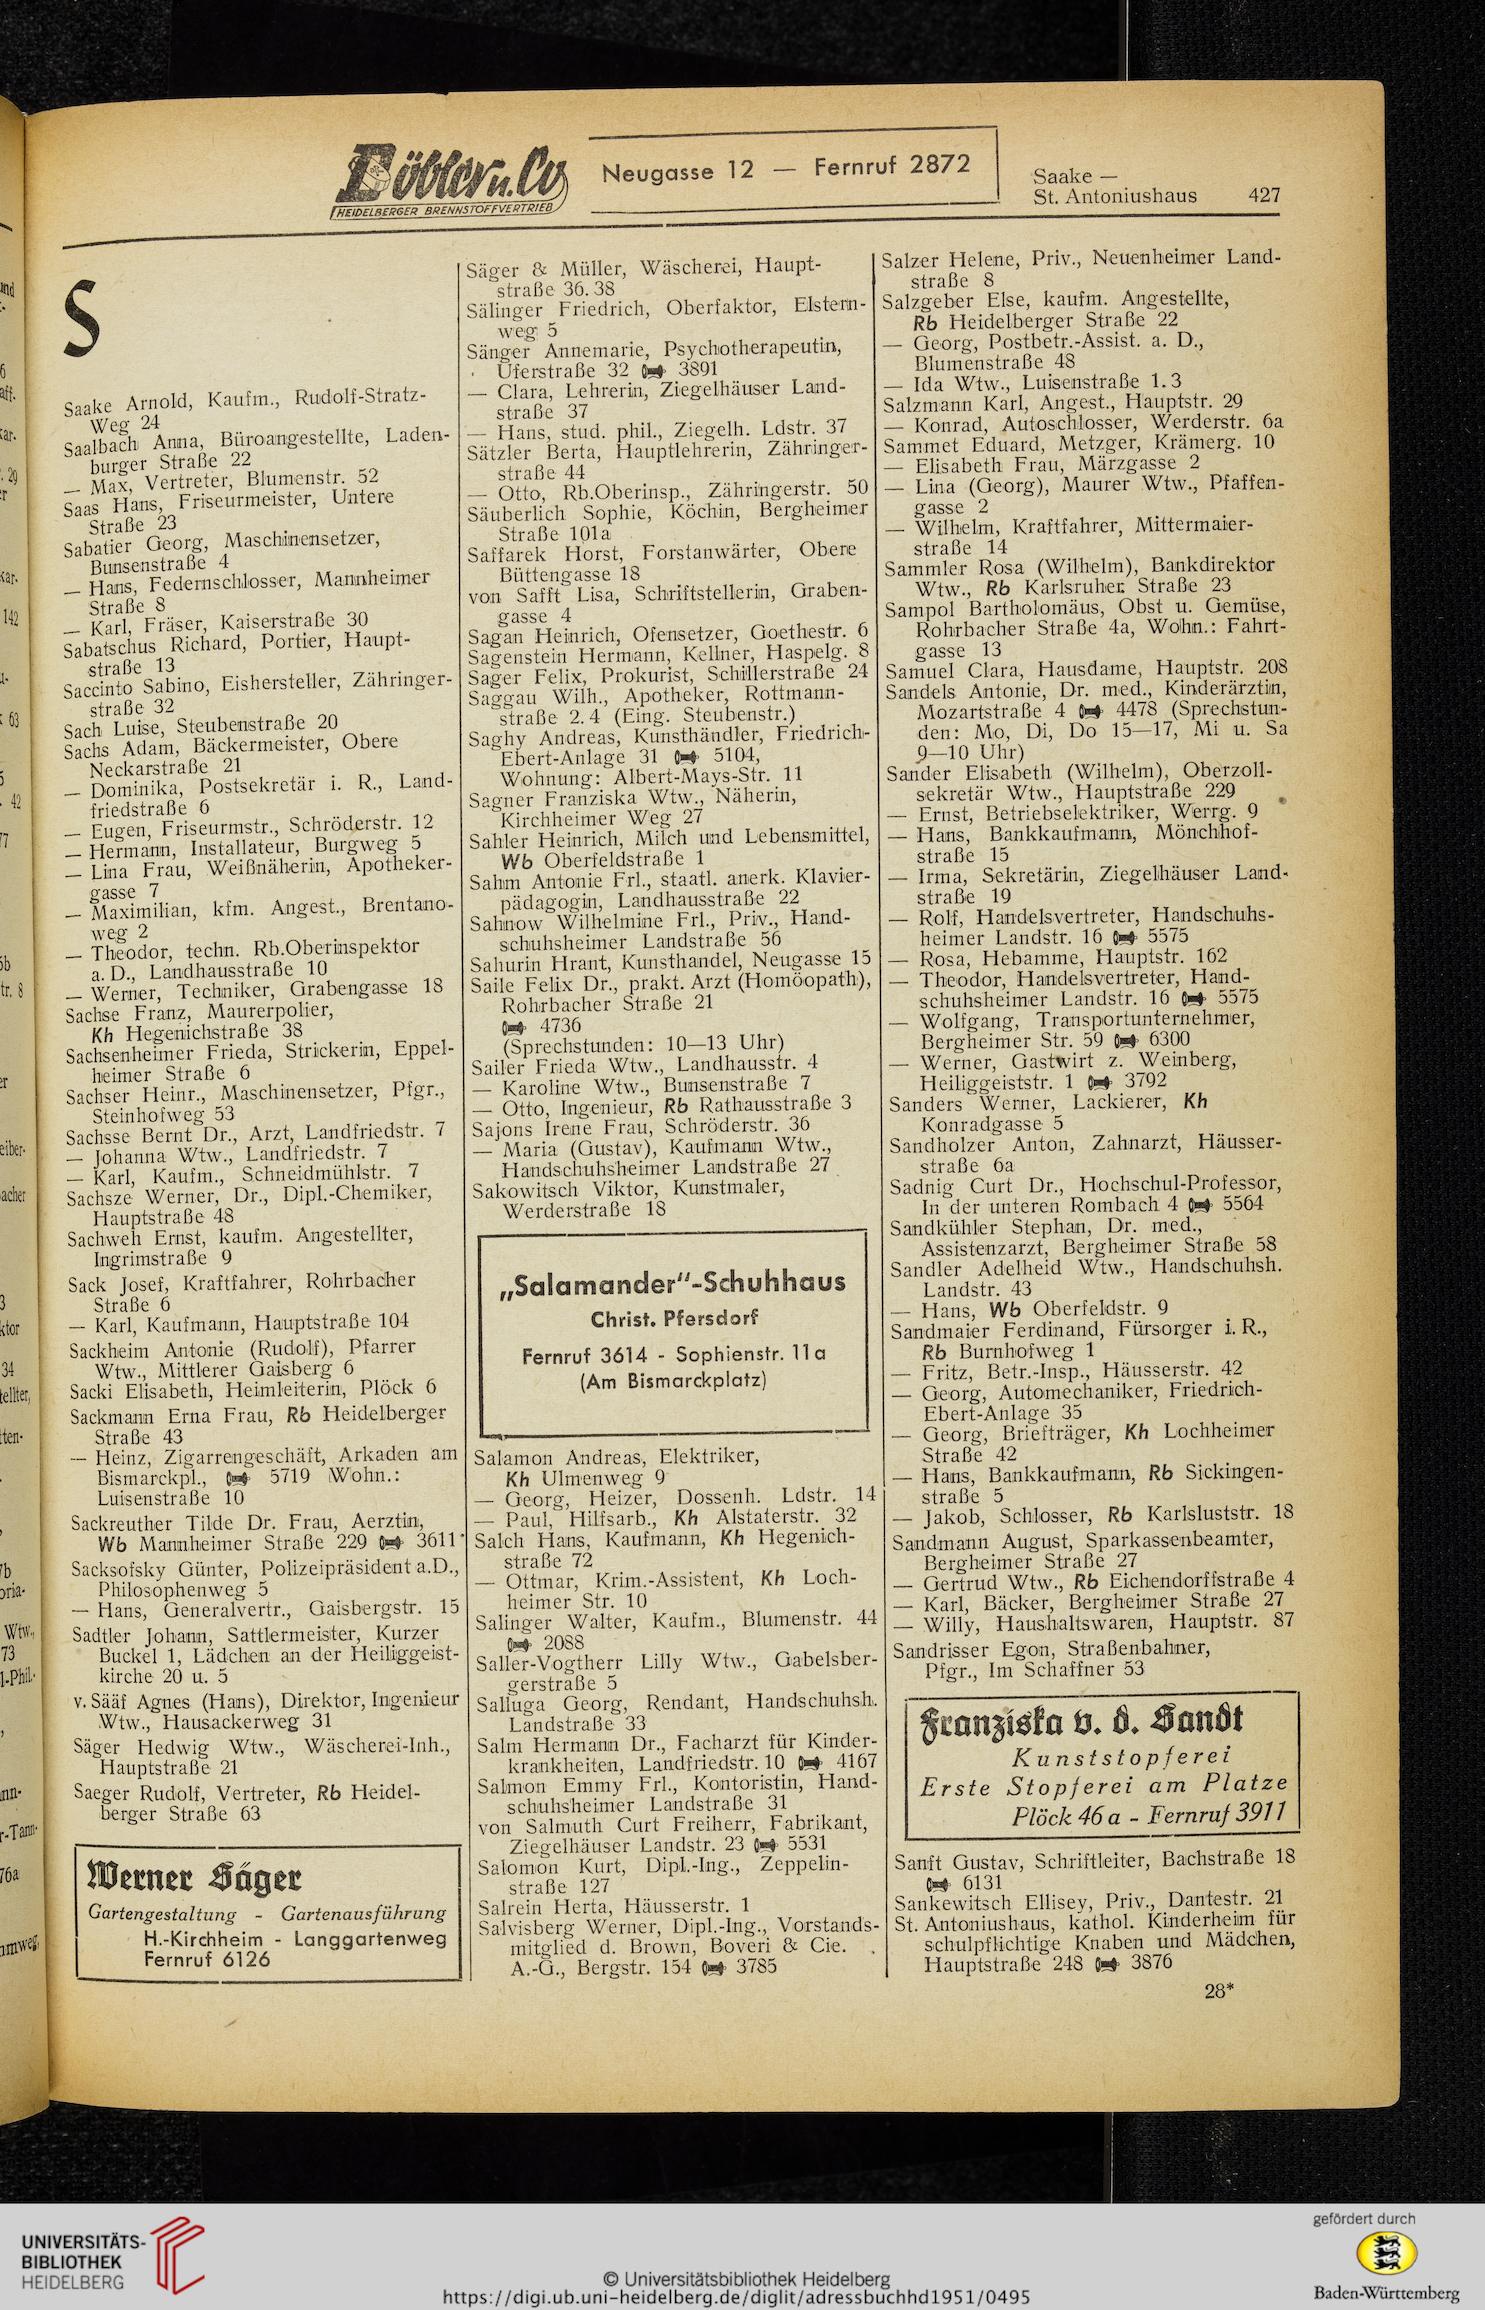 Döbler u. Co
HEIDELBERGER BRENNSTOFFVERTRIEB
Neugasse 12 — Fernruf 2872
Saake —
St. Antoniushaus 427
S
Saake Arnold, Kaufm., Rudolf-Stratz-
Weg 24
Saalbach Anna, Büroangestellte, Laden-
burger Straße 22
— Max, Vertreter, Blumenstr. 52
Saas Hans, Friseurmeister, Untere
Straße 23
Sabatier Georg, Maschinensetzer,
Bunsenstraße 4
— Hans, Federnschlosser, Mannheimer
Straße 8
— Karl, Fräser, Kaiserstraße 30
Sabatschus Richard, Portier, Haupt-
straße 13
Saccinto Sabino, Eishersteller, Zähringer-
straße 32
Sach Luise, Steubenstraße 20
Sachs Adam, Bäckermeister, Obere
Neckarstraße 21
— Dominika, Postsekretär i. R., Land-
friedstraße 6
— Eugen, Friseurmstr., Schröderstr. 12
— Hermann, Installateur, Burgweg 5
— Lina Frau, Weißnäherin, Apotheker-
gasse 7
— Maximilian, kfm. Angest., Brentano-
weg 2
— Theodor, techn. Rb.Oberinspektor
a. D., Landhausstraße 10
— Werner, Techniker, Grabengasse 18
Sachse Franz, Maurerpolier,
Kh Hegenichstraße 38
Sachsenheimer Frieda, Strickerin, Eppel-
heimer Straße 6
Sachser Heinr., Maschinensetzer, Pfgr.,
Steinhofweg 53
Sachsse Bernt Dr., Arzt, Landfriedstr. 7
— Johanna Wtw., Landfriedstr. 7
— Karl, Kaufm., Schneidmühlstr. 7
Sachsze Werner, Dr., Dipl.-Chemiker,
Hauptstraße 48
Sachweh Ernst, kaufm. Angestellter,
Ingrimstraße 9
Sack Josef, Kraftfahrer, Rohrbacher
Straße 6
— Karl, Kaufmann, Hauptstraße 104
Sackheim Antonie (Rudolf), Pfarrer
Wtw., Mittlerer Gaisberg 6
Sacki Elisabeth, Heimleiterin, Plöck 6
Sackmann Erna Frau, Rb Heidelberger
Straße 43
— Heinz, Zigarrengeschäft, Arkaden am
Bismarckpl., 5719 Wohn.:
Luisenstraße 10
Sackreuther Tilde Dr. Frau, Aerztin,
Wb Mannheimer Straße 229 3611
Sacksofsky Günter, Polizeipräsident a.D.,
Philosophenweg 5
— Hans, Generalvertr., Gaisbergstr. 15
Sadtler Johann, Sattlermeister, Kurzer
Buckel 1, Lädchen an der Heiliggeist-
kirche 20 u. 5
v. Sääf Agnes (Hans), Direktor, Ingenieur
Wtw., Hausackerweg 31
Säger Hedwig Wtw., Wäscherei-Inh.,
Hauptstraße 21
Saeger Rudolf, Vertreter, Rb Heidel-
berger Straße 63
Werner Säger
Gartengestaltung - Gartenausführung
H.-Kirchheim - Langgartenweg
Fernruf 6126
Säger & Müller, Wäscherei, Haupt-
straße 36. 38
Sälinger Friedrich, Oberfaktor, Elstern-
weg 5
Sänger Annemarie, Psychotherapeutin,
Uferstraße 32 3891
— Clara, Lehrerin, Ziegelhäuser Land-
straße 37
— Hans, stud. phil., Ziegelh. Ldstr. 37
Sätzler Berta, Hauptlehrerin, Zähringer-
straße 44
— Otto, Rb.Oberinsp., Zähringerstr. 50
Säuberlich Sophie, Köchin, Bergheimer
Straße 101a
Saffarek Horst, Forstanwärter, Obere
Büttengasse 18
von Safft Lisa, Schriftstellerin, Graben-
gasse 4
Sagan Heinrich, Ofensetzer, Goethestr. 6
Sagenstein Hermann, Kellner, Haspelg. 8
Sager Felix, Prokurist, Schillerstraße 24
Saggau Wilh., Apotheker, Rottmann-
straße 2. 4 (Eing. Steubenstr.)
Saghy Andreas, Kunsthändler, Friedrich-
Ebert-Anlage 31 5104,
Wohnung: Albert-Mays-Str. 11
Sagner Franziska Wtw., Näherin,
Kirchheimer Weg 27
Sahler Heinrich, Milch und Lebensmittel,
Wb Oberfeldstraße 1
Sahm Antonie Frl., staatl. anerk. Klavier-
pädagogin, Landhausstraße 22
Sahnow Wilhelmine Frl., Priv., Hand-
schuhsheimer Landstraße 56
Sahurin Hrant, Kunsthandel, Neugasse 15
Saile Felix Dr., prakt. Arzt (Homöopath),
Rohrbacher Straße 21
4736
(Sprechstunden: 10—13 Uhr)
Sailer Frieda Wtw., Landhausstr. 4
— Karoline Wtw., Bunsenstraße 7
— Otto, Ingenieur, Rb Rathausstraße 3
Sajons Irene Frau, Schröderstr. 36
— Maria (Gustav), Kaufmann Wtw.,
Handschuhsheimer Landstraße 27
Sakowitsch Viktor, Kunstmaler,
Werderstraße 18
„Salamander"-Schuhhaus
Christ. Pfersdorf
Fernruf 3614 - Sophienstr. 11a
(Am Bismarckplatz)
Salamon Andreas, Elektriker,
Kh Ulmenweg 9
— Georg, Heizer, Dossenh. Ldstr. 14
— Paul, Hilfsarb., Kh Alstaterstr. 32
Salch Hans, Kaufmann, Kh Hegenich-
straße 72
— Ottmar, Krim.-Assistent, Kh Loch-
heimer Str. 10
Salinger Walter, Kaufm., Blumenstr. 44
2088
Saller-Vogtherr Lilly Wtw., Gabelsber-
gerstraße 5
Salluga Georg, Rendant, Handschuhsh.
Landstraße 33
Salm Hermann Dr., Facharzt für Kinder-
krankheiten, Landfriedstr. 10 4167
Salmon Emmy Frl., Kontoristin, Hand-
schuhsheimer Landstraße 31
von Salmuth Curt Freiherr, Fabrikant,
Ziegelhäuser Landstr. 23 5531
Salomon Kurt, Dipl.-Ing., Zeppelin-
straße 127
Salrein Herta, Häusserstr. 1
Salvisberg Werner, Dipl.-Ing., Vorstands-
mitglied d. Brown, Boveri & Cie.
A.-G., Bergstr. 154 3785
Salzer Helene, Priv., Neuenheimer Land-
straße 8
Salzgeber Else, kaufm. Angestellte,
Rb Heidelberger Straße 22
— Georg, Postbetr.-Assist. a. D.,
Blumenstraße 48
— Ida Wtw., Luisenstraße 1. 3
Salzmann Karl, Angest., Hauptstr. 29
— Konrad, Autoschlosser, Werderstr. 6a
Sammet Eduard, Metzger, Krämerg. 10
— Elisabeth Frau, Märzgasse 2
— Lina (Georg), Maurer Wtw., Pfaffen-
gasse 2
— Wilhelm, Kraftfahrer, Mittermaier-
straße 14
Sammler Rosa (Wilhelm), Bankdirektor
Wtw., Rb Karlsruher Straße 23
Sampol Bartholomäus, Obst u. Gemüse,
Rohrbacher Straße 4a, Wohn.: Fahrt-
gasse 13
Samuel Clara, Hausdame, Hauptstr. 208
Sandels Antonie, Dr. med., Kinderärztin,
Mozartstraße 4 4478 (Sprechstun-
den: Mo, Di, Do 15—17, Mi u. Sa
9—10 Uhr)
Sander Elisabeth (Wilhelm), Oberzoll-
sekretär Wtw., Hauptstraße 229
— Ernst, Betriebselektriker, Werrg. 9
— Hans, Bankkaufmann, Mönchhof-
straße 15
— Irma, Sekretärin, Ziegelhäuser Land-
straße 19
— Rolf, Handelsvertreter, Handschuhs-
heimer Landstr. 16 5575
— Rosa, Hebamme, Hauptstr. 162
— Theodor, Handelsvertreter, Hand-
schuhsheimer Landstr. 16 5575
— Wolfgang, Transportunternehmer,
Bergheimer Str. 59 6300
— Werner, Gastwirt z. Weinberg,
Heiliggeiststr. 1 3792
Sanders Werner, Lackierer, Kh
Konradgasse 5
Sandholzer Anton, Zahnarzt, Häusser-
straße 6a
Sadnig Curt Dr., Hochschul-Professor,
In der unteren Rombach 4 5564
Sandkühler Stephan, Dr. med.,
Assistenzarzt, Bergheimer Straße 58
Sandler Adelheid Wtw., Handschuhsh.
Landstr. 43
— Hans, Wb Oberfeldstr. 9
Sandmaier Ferdinand, Fürsorger i. R.,
Rb Burnhofweg 1
— Fritz, Betr.-Insp., Häusserstr. 42
— Georg, Automechaniker, Friedrich-
Ebert-Anlage 35
— Georg, Briefträger, Kh Lochheimer
Straße 42
— Hans, Bankkaufmann, Rb Sickingen-
straße 5
— Jakob, Schlosser, Rb Karlsluststr. 18
Sandmann August, Sparkassenbeamter,
Bergheimer Straße 27
— Gertrud Wtw., Rb Eichendorffstraße 4
— Karl, Bäcker, Bergheimer Straße 27
— Willy, Haushaltswaren, Hauptstr. 87
Sandrisser Egon, Straßenbahner,
Pfgr., Im Schaffner 53
Franziska v. d. Sandt
Kunststopferei
Erste Stopferei am Platze
Plöck 46a - Fernruf 3911
Sanft Gustav, Schriftleiter, Bachstraße 18
6131
Sankewitsch Ellisey, Priv., Dantestr. 21
St. Antoniushaus, kathol. Kinderheim für
schulpflichtige Knaben und Mädchen,
Hauptstraße 248 3876
28*
UNIVERSITÄTS-
BIBLIOTHEK
HEIDELBERG
© Universitätsbibliothek Heidelberg
https://digi.ub.uni-heidelberg.de/diglit/adressbuchhd1951/0495
gefördert durch
Baden-Württemberg